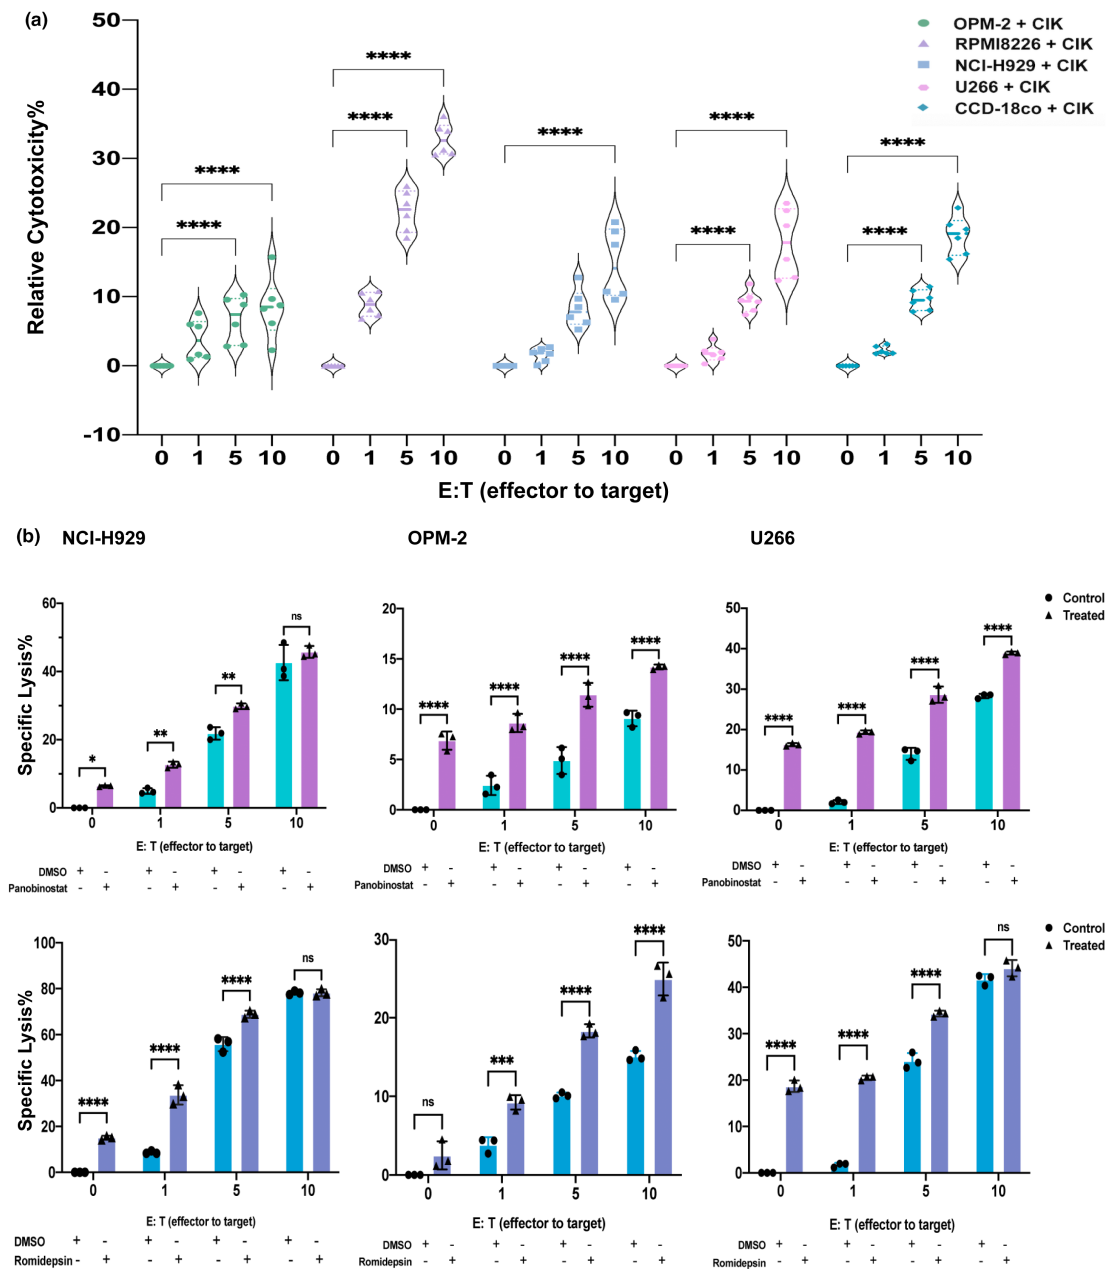 (a)
50
40
30
20
10
0
-10
Relative Cytotoxicity%
OPM-2 + CIK
RPMI8226 + CIK
NCI-H929 + CIK
U266 + CIK
CCD-18co + CIK
**** **** **** **** **** **** **** **** ****
0 1 5 10 0 1 5 10 0 1 5 10 0 1 5 10 0 1 5 10
E:T (effector to target)
(b) NCI-H929 OPM-2 U266
Specific Lysis%
60
40
20
0
* ** ** ns
0 1 5 10
E: T (effector to target)
DMSO + - + - + - + -
Panobinostat - + - + - + - +
20
15
10
5
0
**** **** **** ****
0 1 5 10
E: T (effector to target)
DMSO + - + - + - + -
Panobinostat - + - + - + - +
50
40
30
20
10
0
**** **** **** ****
0 1 5 10
E: T (effector to target)
DMSO + - + - + - + -
Panobinostat - + - + - + - +
Control
Treated
Specific Lysis%
100
80
60
40
20
0
**** **** **** ns
0 1 5 10
E: T (effector to target)
DMSO + - + - + - + -
Romidepsin - + - + - + - +
30
20
10
0
ns *** **** ****
0 1 5 10
E: T (effector to target)
DMSO + - + - + - + -
Romidepsin - + - + - + - +
50
40
30
20
10
0
**** **** **** ns
0 1 5 10
E: T (effector to target)
DMSO + - + - + - + -
Romidepsin - + - + - + - +
Control
Treated